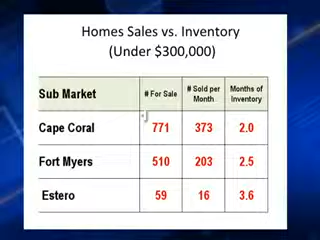 Homes Sales vs. Inventory
(Under $300,000)
Sub Market # For Sale # Sold per Month Months of Inventory
Cape Coral 771 373 2.0
Fort Myers 510 203 2.5
Estero 59 16 3.6